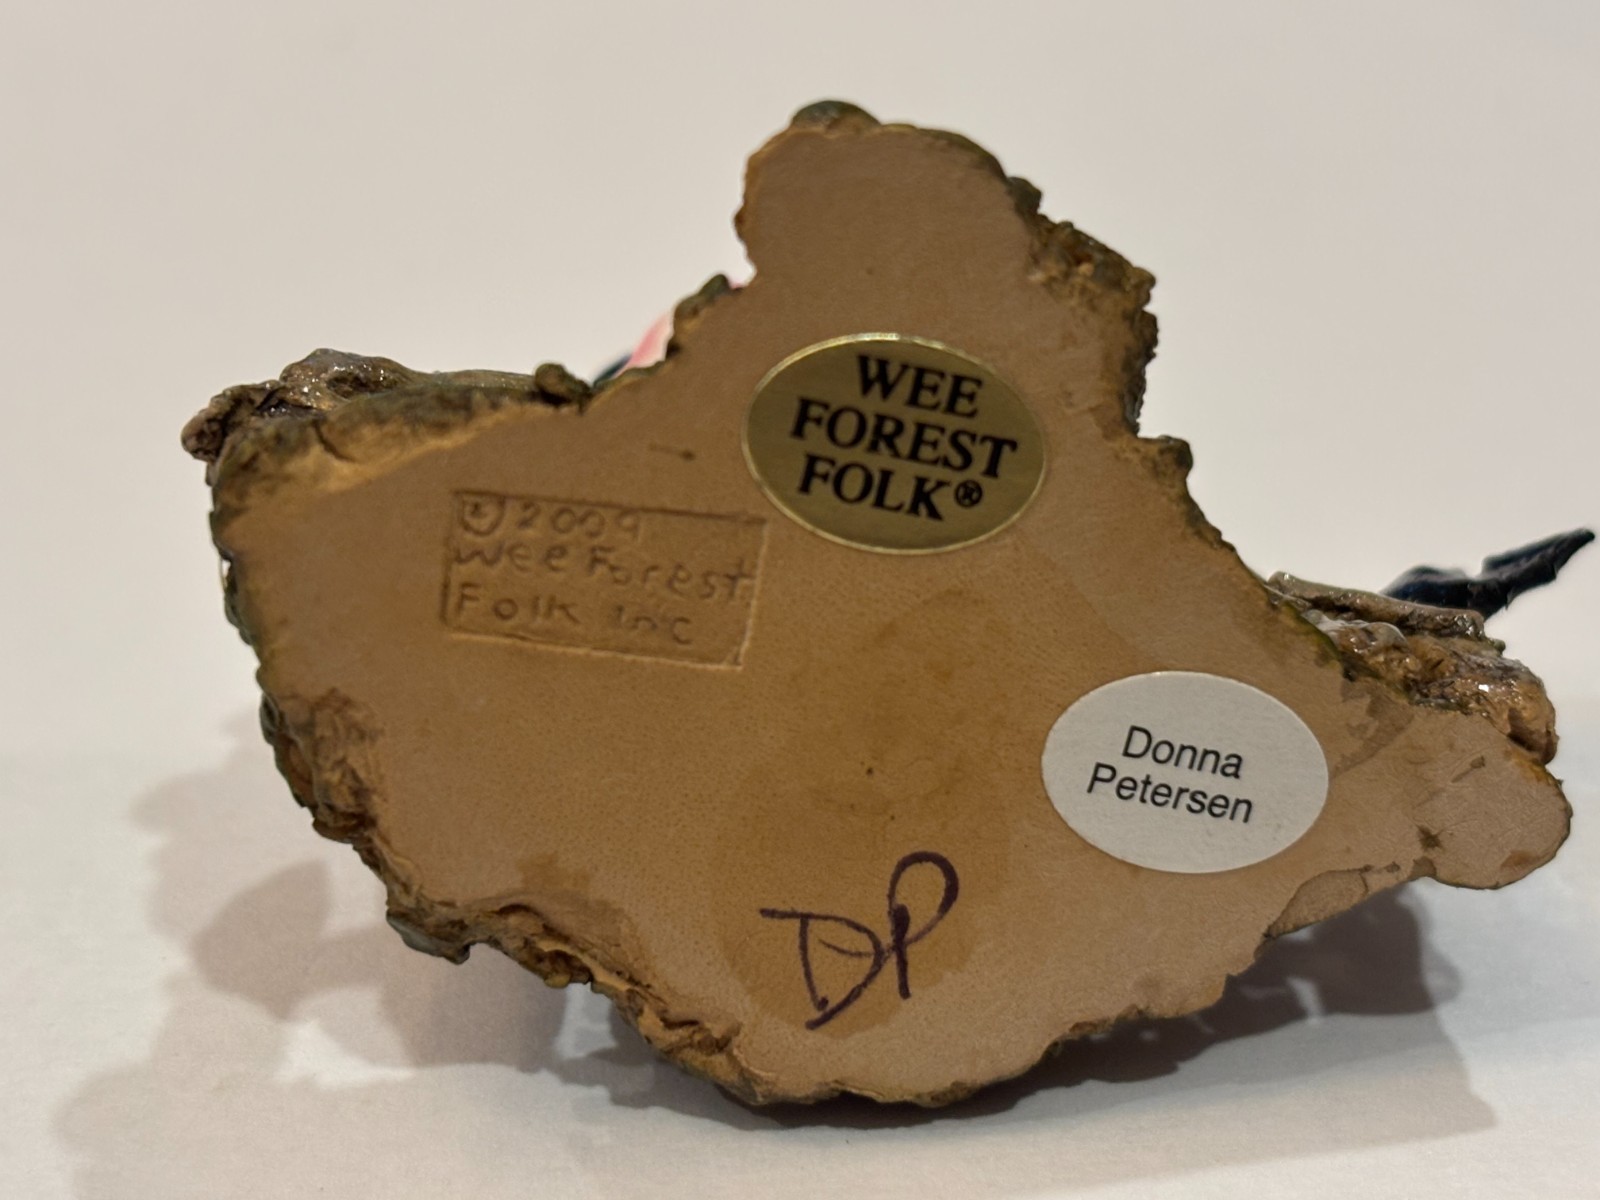 WEE
FOREST
FOLK®
© 2009
Wee Forest
Folk Inc
Donna
Petersen
DP